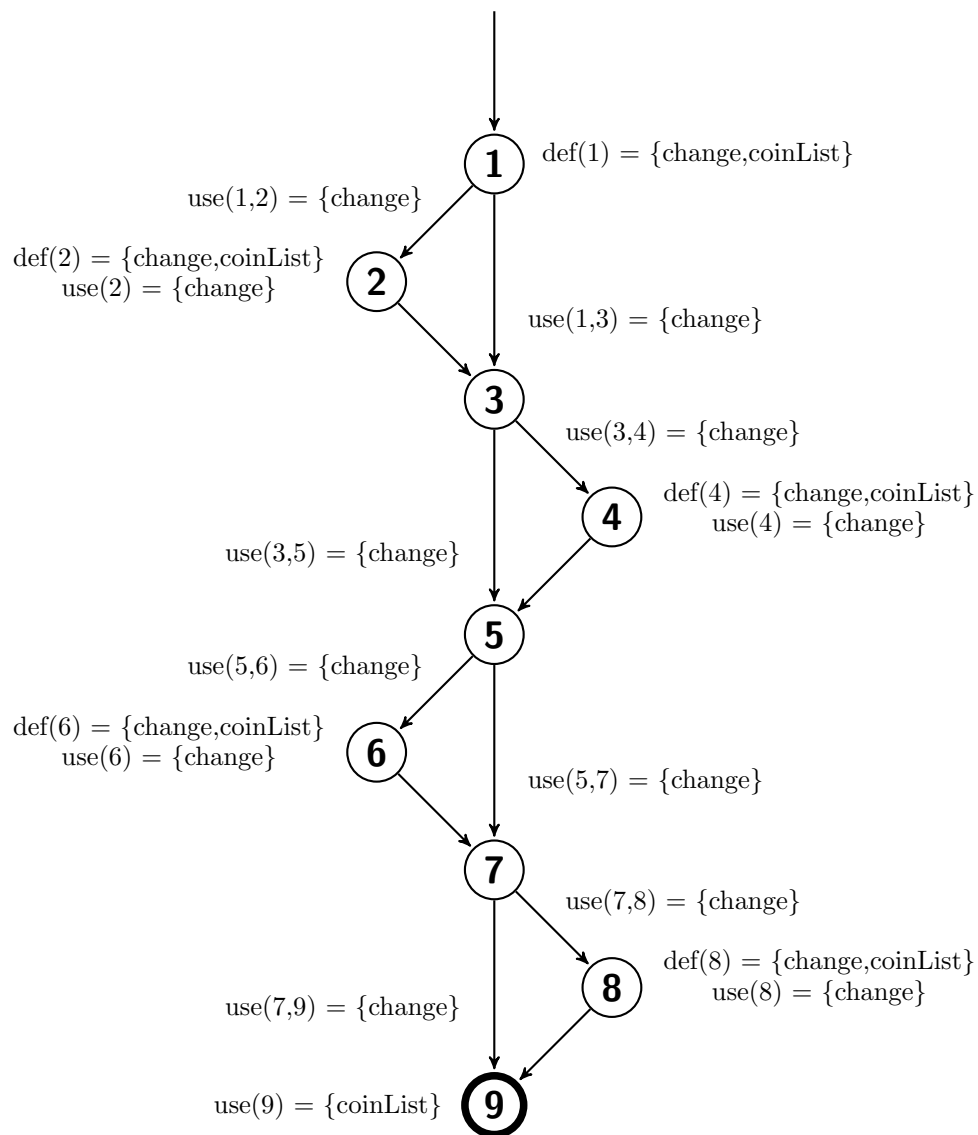 1
def(1) = {change,coinList}
use(1,2) = {change}
def(2) = {change,coinList}
use(2) = {change}
2
use(1,3) = {change}
3
use(3,4) = {change}
def(4) = {change,coinList}
use(4) = {change}
4
use(3,5) = {change}
5
use(5,6) = {change}
def(6) = {change,coinList}
use(6) = {change}
6
use(5,7) = {change}
7
use(7,8) = {change}
def(8) = {change,coinList}
use(8) = {change}
8
use(7,9) = {change}
use(9) = {coinList}
9